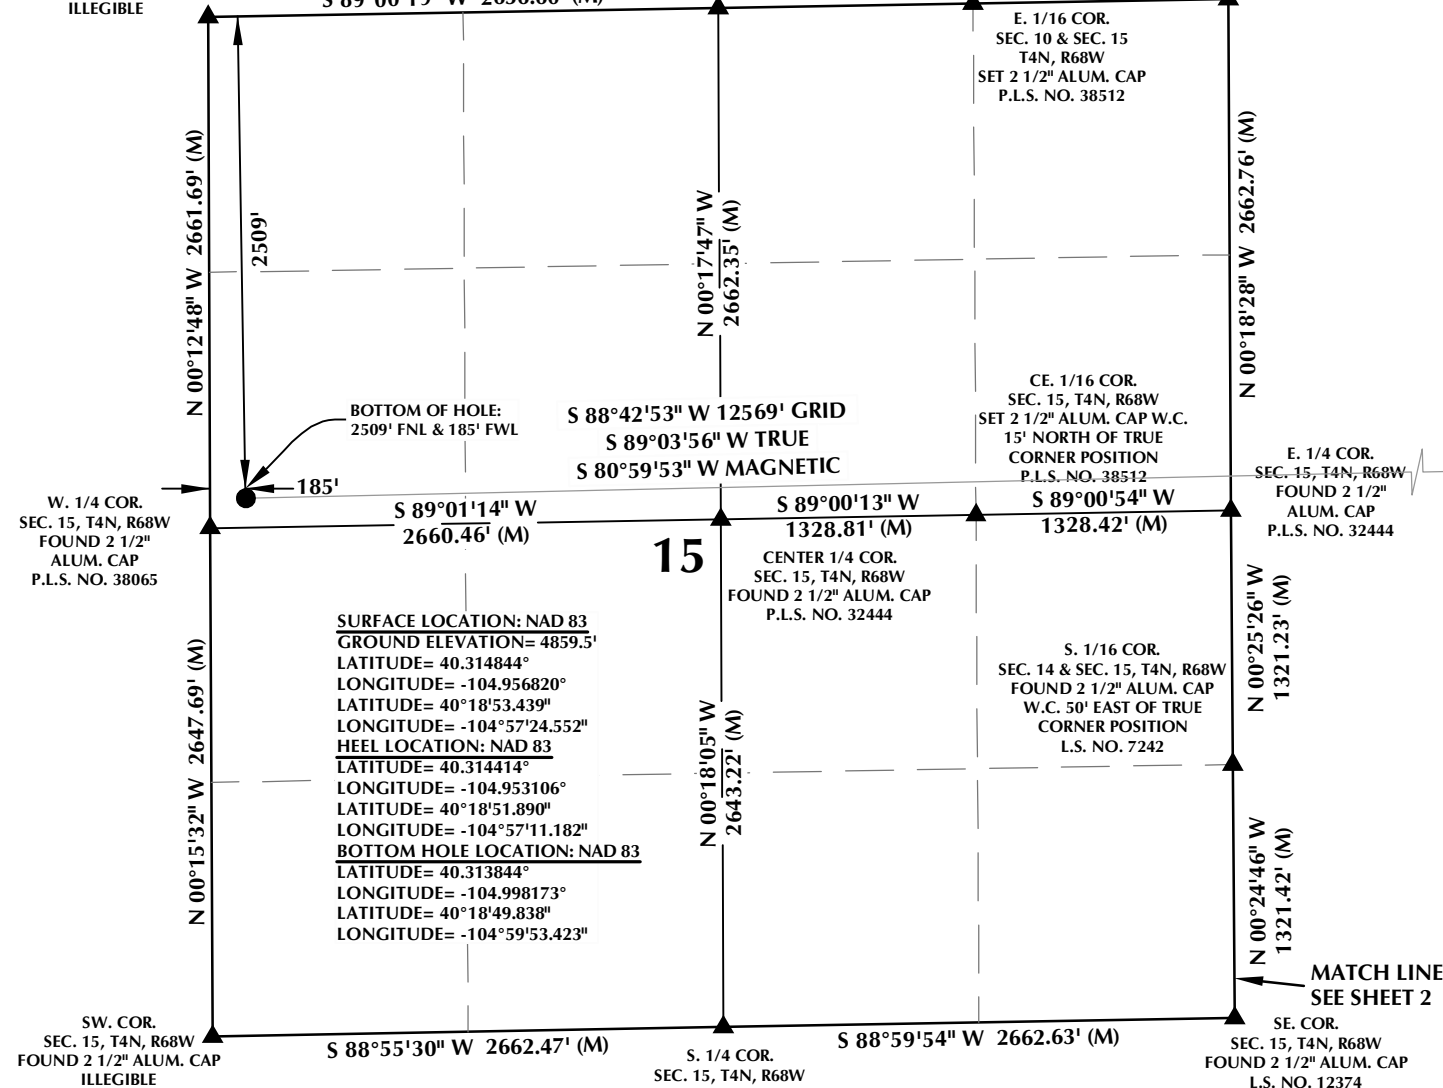 ILLEGIBLE
E. 1/16 COR.
SEC. 10 & SEC. 15
T4N, R68W
SET 2 1/2" ALUM. CAP
P.L.S. NO. 38512
N 00°12'48" W 2661.69' (M)
2509'
N 00°17'47" W
2662.35' (M)
N 00°18'28" W 2662.76' (M)
BOTTOM OF HOLE:
2509' FNL & 185' FWL
S 88°42'53" W 12569' GRID
S 89°03'56" W TRUE
S 80°59'53" W MAGNETIC
CE. 1/16 COR.
SEC. 15, T4N, R68W
SET 2 1/2" ALUM. CAP W.C.
15' NORTH OF TRUE
CORNER POSITION
P.L.S. NO. 38512
E. 1/4 COR.
SEC. 15, T4N, R68W
FOUND 2 1/2"
ALUM. CAP
P.L.S. NO. 32444
185'
W. 1/4 COR.
SEC. 15, T4N, R68W
FOUND 2 1/2"
ALUM. CAP
P.L.S. NO. 38065
S 89°01'14" W
2660.46' (M)
S 89°00'13" W
1328.81' (M)
S 89°00'54" W
1328.42' (M)
15
CENTER 1/4 COR.
SEC. 15, T4N, R68W
FOUND 2 1/2" ALUM. CAP
P.L.S. NO. 32444
N 00°15'32" W 2647.69' (M)
SURFACE LOCATION: NAD 83
GROUND ELEVATION= 4859.5'
LATITUDE= 40.314844°
LONGITUDE= -104.956820°
LATITUDE= 40°18'53.439"
LONGITUDE= -104°57'24.552"
HEEL LOCATION: NAD 83
LATITUDE= 40.314414°
LONGITUDE= -104.953106°
LATITUDE= 40°18'51.890"
LONGITUDE= -104°57'11.182"
BOTTOM HOLE LOCATION: NAD 83
LATITUDE= 40.313844°
LONGITUDE= -104.998173°
LATITUDE= 40°18'49.838"
LONGITUDE= -104°59'53.423"
N 00°18'05" W
2643.22' (M)
S. 1/16 COR.
SEC. 14 & SEC. 15, T4N, R68W
FOUND 2 1/2" ALUM. CAP
W.C. 50' EAST OF TRUE
CORNER POSITION
L.S. NO. 7242
N 00°25'26" W
1321.23' (M)
N 00°24'46" W
1321.42' (M)
MATCH LINE
SEE SHEET 2
SW. COR.
SEC. 15, T4N, R68W
FOUND 2 1/2" ALUM. CAP
ILLEGIBLE
S 88°55'30" W 2662.47' (M)
S. 1/4 COR.
SEC. 15, T4N, R68W
S 88°59'54" W 2662.63' (M)
SE. COR.
SEC. 15, T4N, R68W
FOUND 2 1/2" ALUM. CAP
L.S. NO. 12374